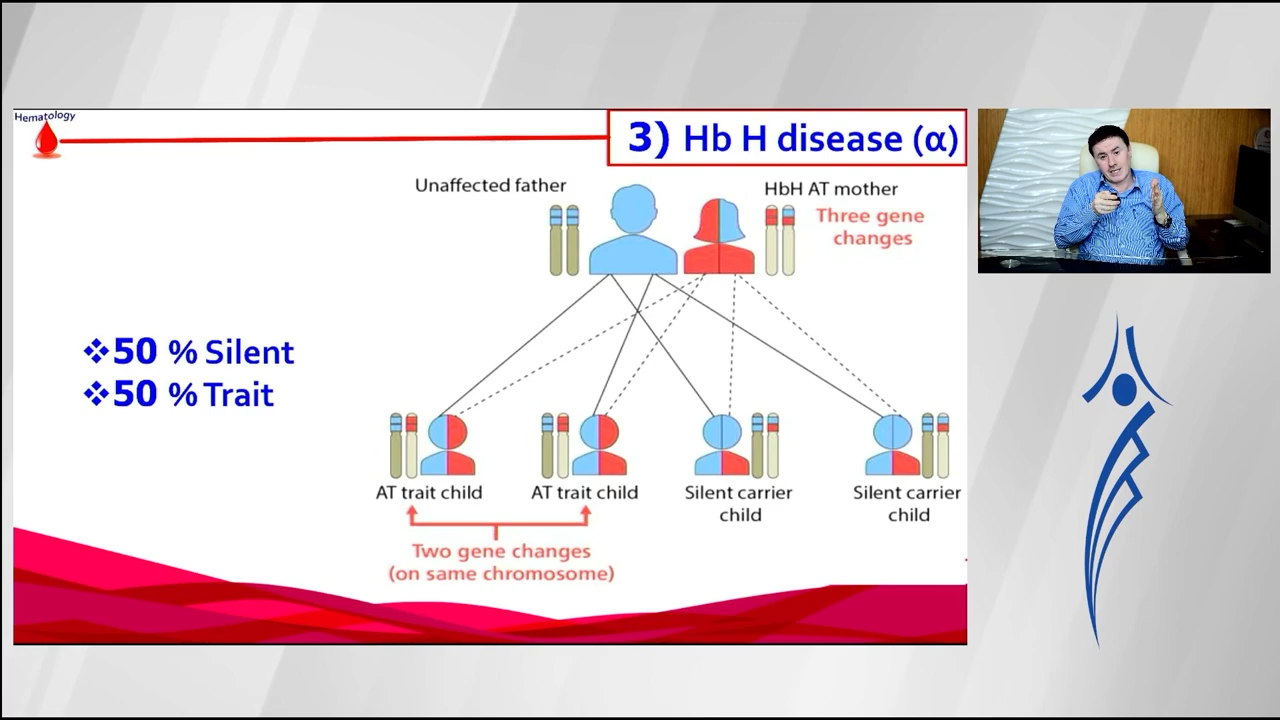 Hematology
3) Hb H disease (α)
Unaffected father
HbH AT mother
Three gene
changes
❖50 % Silent
❖50 % Trait
AT trait child
AT trait child
Silent carrier
child
Silent carrier
child
Two gene changes
(on same chromosome)